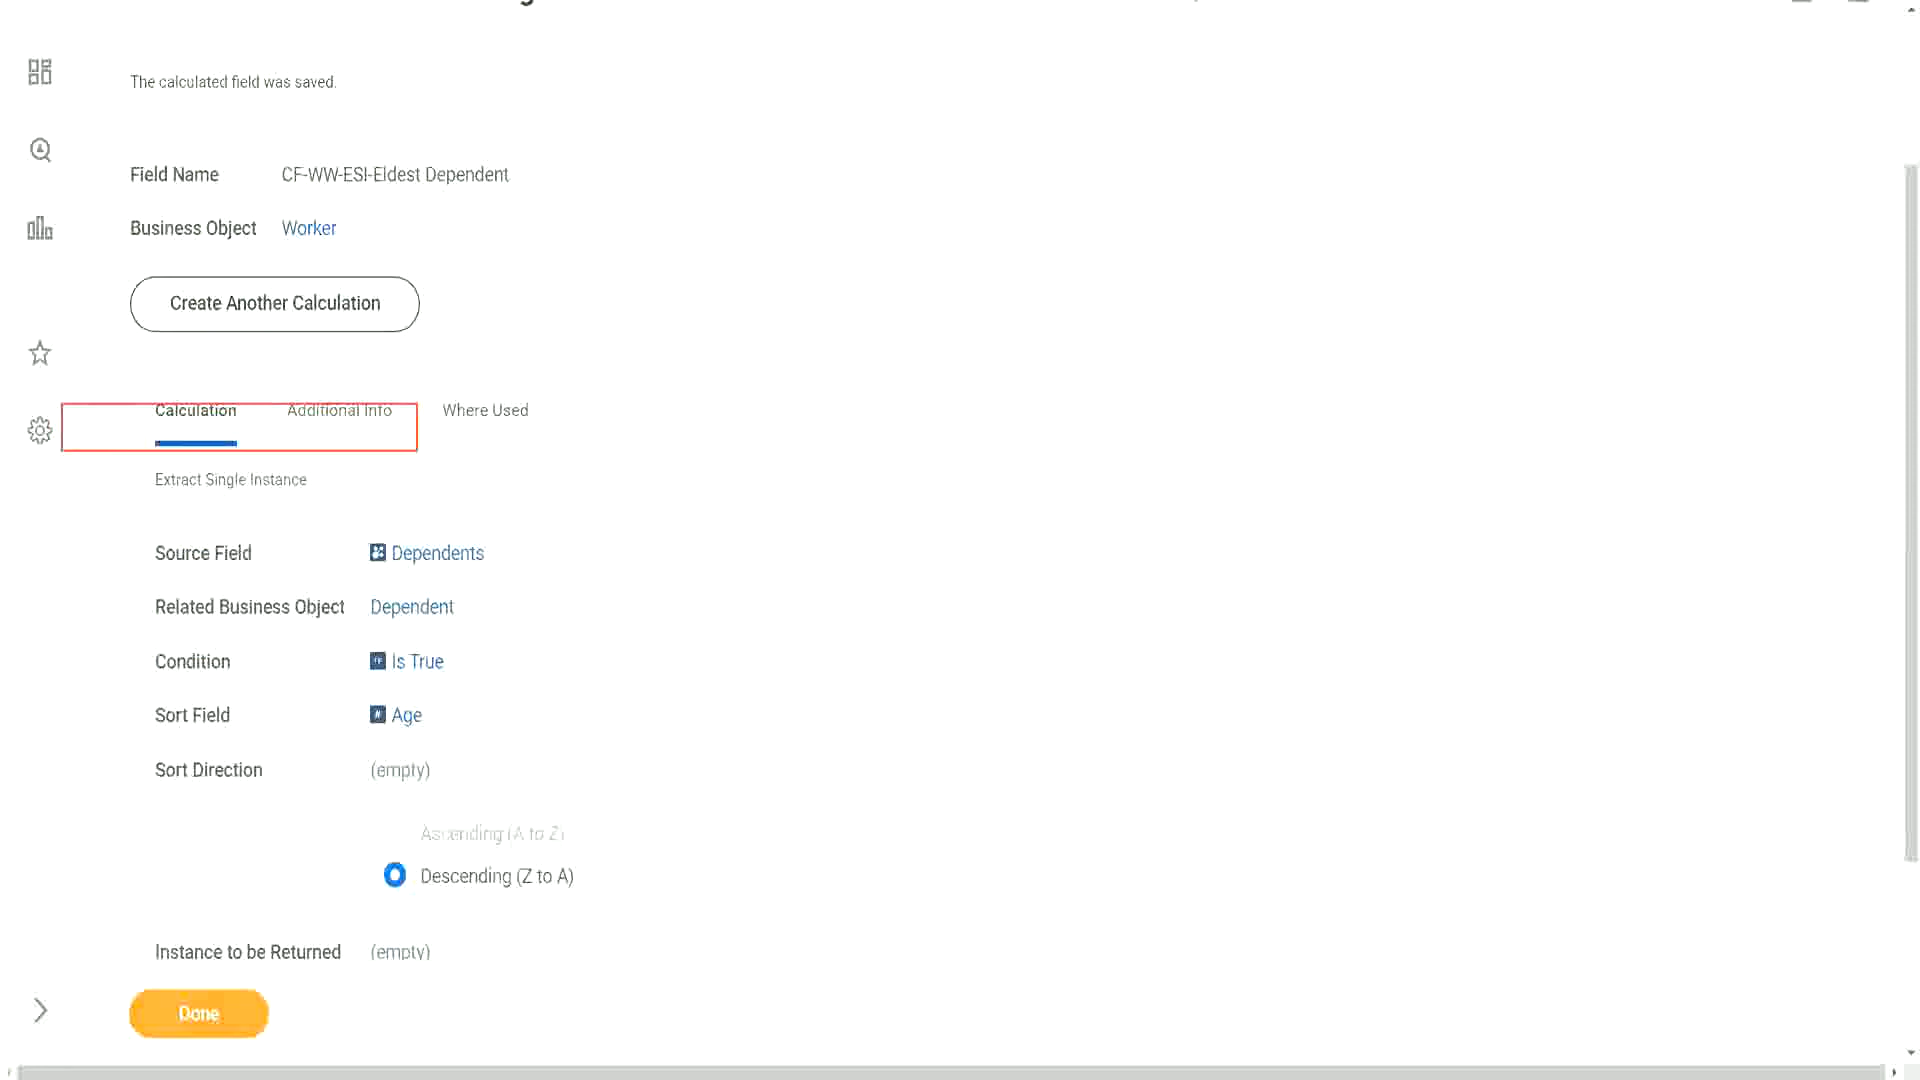 The calculated field was saved.
Field Name CF-WW-ESI-Eldest Dependent
Business Object Worker
Create Another Calculation
Calculation Additional Info Where Used
Extract Single Instance
Source Field Dependents
Related Business Object Dependent
Condition Is True
Sort Field Age
Sort Direction (empty)
Ascending (A to Z)
Descending (Z to A)
Instance to be Returned (empty)
Done